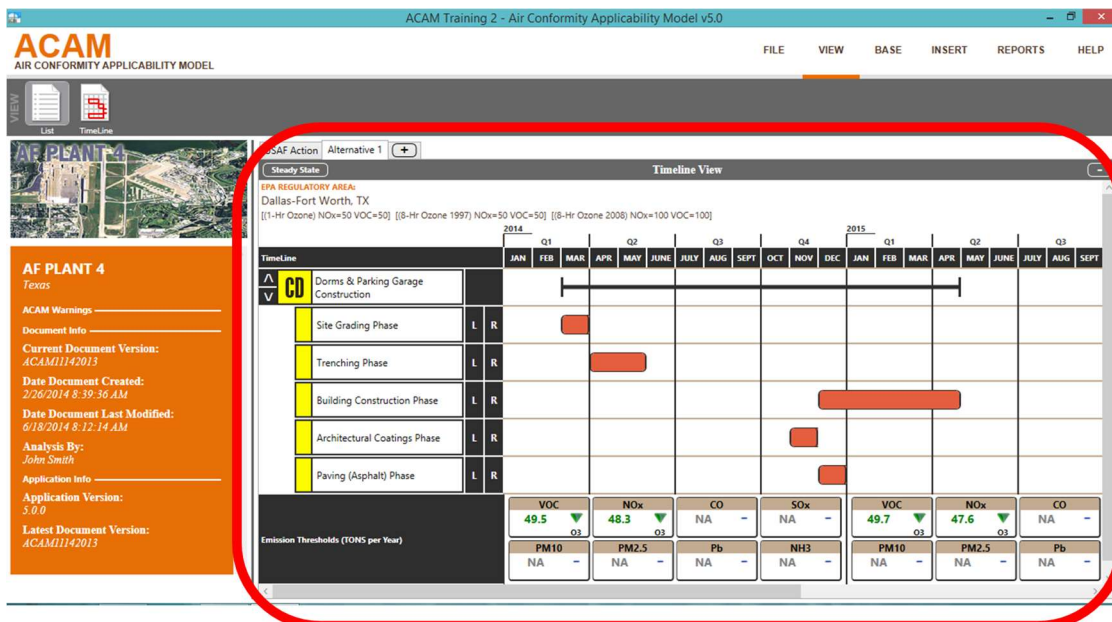 ACAM Training 2 - Air Conformity Applicability Model v5.0
ACAM
AIR CONFORMITY APPLICABILITY MODEL
FILE VIEW BASE INSERT REPORTS HELP
VIEW
List TimeLine
AF PLANT 4
AF PLANT 4
Texas
ACAM Warnings
Document Info
Current Document Version:
ACAM11142013
Date Document Created:
2/26/2014 8:39:36 AM
Date Document Last Modified:
6/18/2014 8:12:14 AM
Analysis By:
John Smith
Application Info
Application Version:
5.0.0
Latest Document Version:
ACAM11142013
USAF Action Alternative 1 +
Steady State Timeline View
EPA REGULATORY AREA:
Dallas-Fort Worth, TX
[(1-Hr Ozone) NOx=50 VOC=50] [(8-Hr Ozone 1997) NOx=50 VOC=50] [(8-Hr Ozone 2008) NOx=100 VOC=100]
2014 2015
Q1 Q2 Q3 Q4 Q1 Q2 Q3
TimeLine JAN FEB MAR APR MAY JUNE JULY AUG SEPT OCT NOV DEC JAN FEB MAR APR MAY JUNE JULY AUG SEPT
CD Dorms & Parking Garage
Construction
Site Grading Phase L R
Trenching Phase L R
Building Construction Phase L R
Architectural Coatings Phase L R
Paving (Asphalt) Phase L R
Emission Thresholds (TONS per Year)
VOC NOx CO SOx VOC NOx CO
49.5 48.3 NA - NA - 49.7 47.6 NA -
O3 O3 O3 O3
PM10 PM2.5 Pb NH3 PM10 PM2.5 Pb
NA - NA - NA - NA - NA - NA - NA -